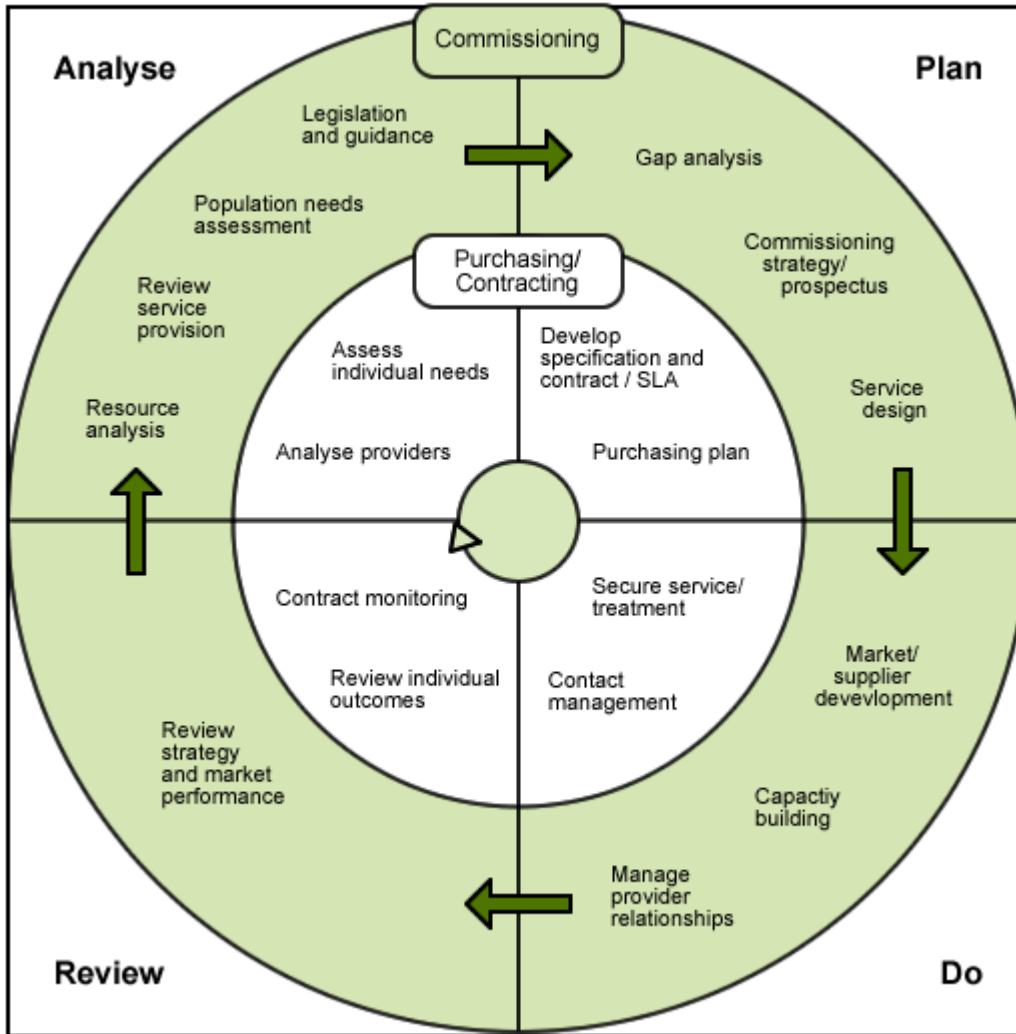 Analyse
Commissioning
Plan
Legislation
and guidance
Gap analysis
Population needs
assessment
Commissioning
strategy/
prospectus
Purchasing/
Contracting
Review
service
provision
Assess
individual needs
Develop
specification and
contract / SLA
Resource
analysis
Service
design
Analyse providers
Purchasing plan
Contract monitoring
Secure service/
treatment
Review individual
outcomes
Contact
management
Market/
supplier
devevlopment
Review
strategy
and market
performance
Capactiy
building
Manage
provider
relationships
Review
Do